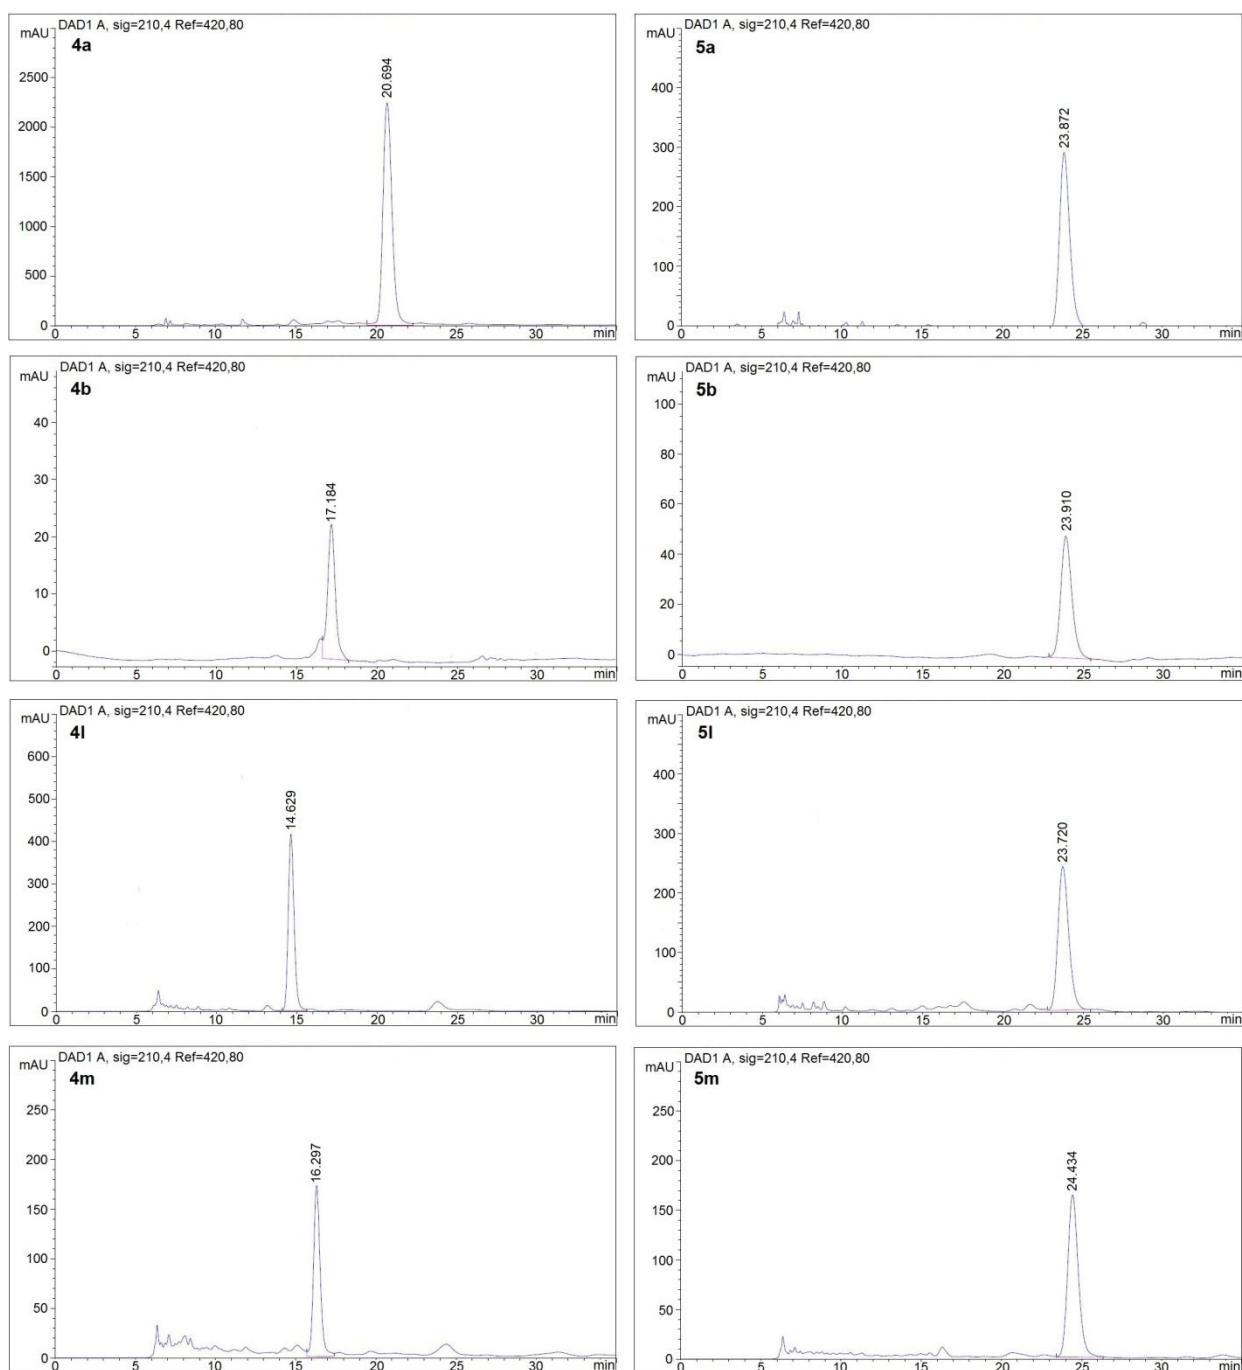 DAD1 A, sig=210,4 Ref=420,80
mAU
4a
2500
2000
1500
1000
500
0
20.694
0 5 10 15 20 25 30 min
DAD1 A, sig=210,4 Ref=420,80
mAU
5a
400
300
200
100
0
23.872
0 5 10 15 20 25 30 min
DAD1 A, sig=210,4 Ref=420,80
mAU
4b
40
30
20
10
0
17.184
0 5 10 15 20 25 30 min
DAD1 A, sig=210,4 Ref=420,80
mAU
5b
100
80
60
40
20
0
23.910
0 5 10 15 20 25 30 min
DAD1 A, sig=210,4 Ref=420,80
mAU
4l
600
500
400
300
200
100
0
14.629
0 5 10 15 20 25 30 min
DAD1 A, sig=210,4 Ref=420,80
mAU
5l
400
300
200
100
0
23.720
0 5 10 15 20 25 30 min
DAD1 A, sig=210,4 Ref=420,80
mAU
4m
250
200
150
100
50
0
16.297
0 5 10 15 20 25 30 min
DAD1 A, sig=210,4 Ref=420,80
mAU
5m
250
200
150
100
50
0
24.434
0 5 10 15 20 25 30 min